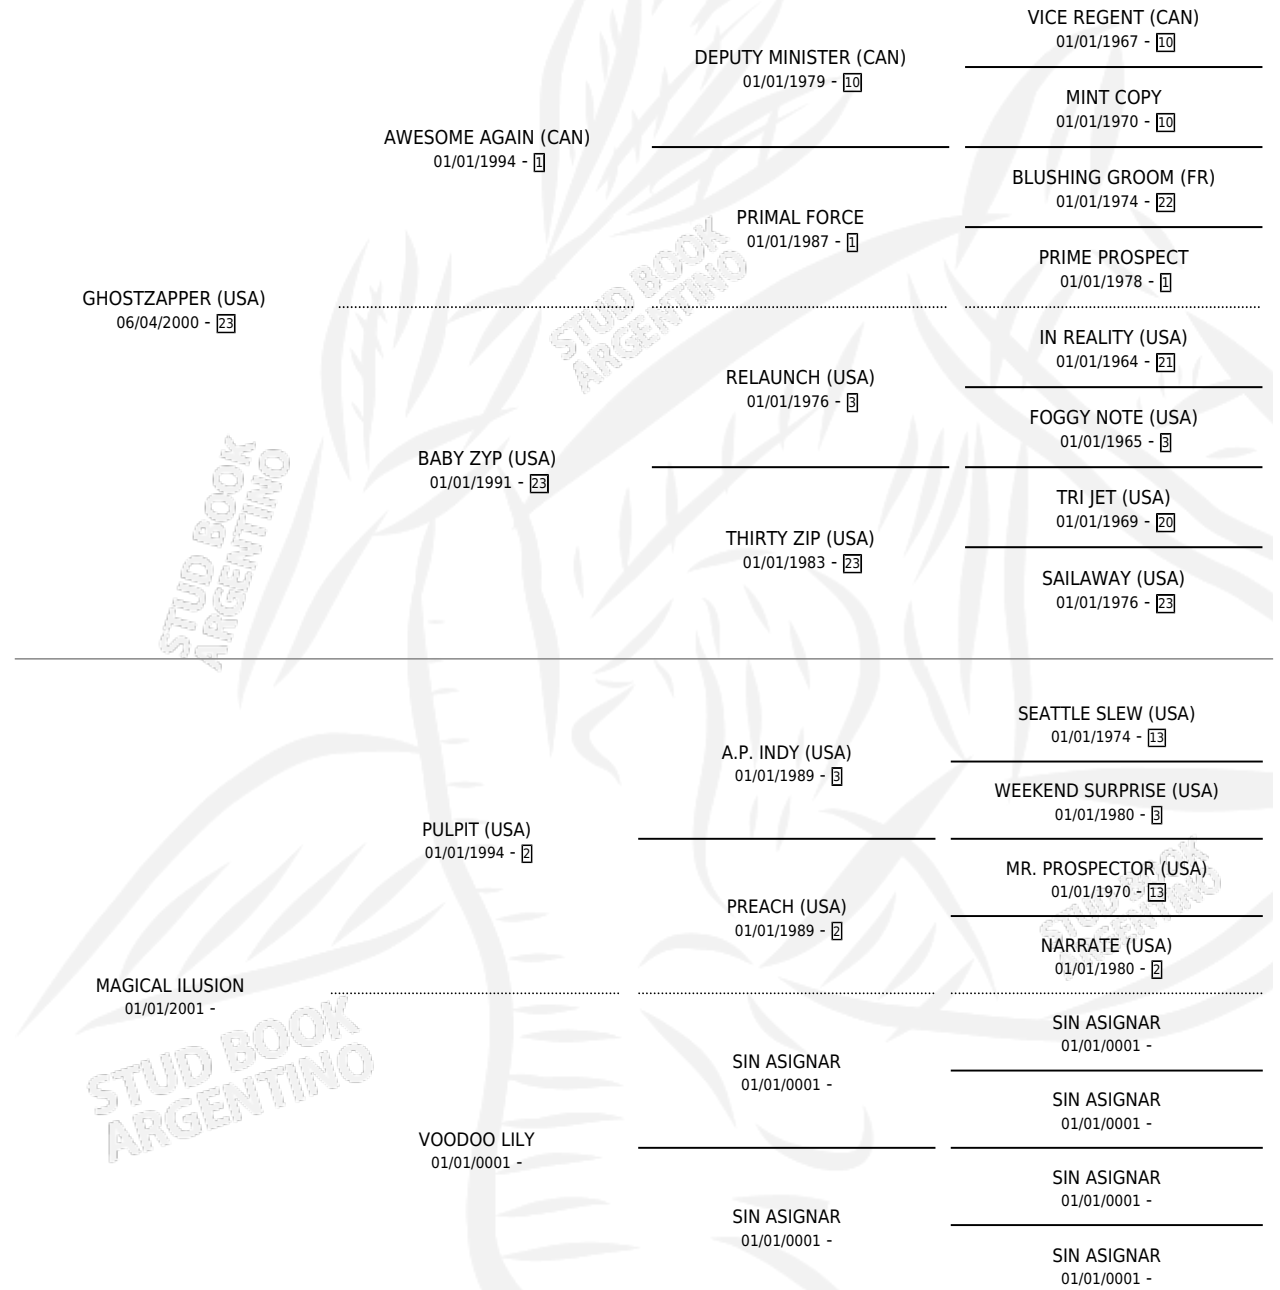 VICE REGENT (CAN)
01/01/1967 - 10
DEPUTY MINISTER (CAN)
01/01/1979 - 10
MINT COPY
01/01/1970 - 10
AWESOME AGAIN (CAN)
01/01/1994 - 1
BLUSHING GROOM (FR)
01/01/1974 - 22
PRIMAL FORCE
01/01/1987 - 1
PRIME PROSPECT
01/01/1978 - 1
GHOSTZAPPER (USA)
06/04/2000 - 23
STUD BOOK
ARGENTINO
IN REALITY (USA)
01/01/1964 - 21
RELAUNCH (USA)
01/01/1976 - 3
FOGGY NOTE (USA)
01/01/1965 - 3
BABY ZYP (USA)
01/01/1991 - 23
TRI JET (USA)
01/01/1969 - 20
THIRTY ZIP (USA)
01/01/1983 - 23
SAILAWAY (USA)
01/01/1976 - 23
STUD BOOK
ARGENTINO
SEATTLE SLEW (USA)
01/01/1974 - 13
A.P. INDY (USA)
01/01/1989 - 3
WEEKEND SURPRISE (USA)
01/01/1980 - 3
PULPIT (USA)
01/01/1994 - 2
MR. PROSPECTOR (USA)
01/01/1970 - 13
PREACH (USA)
01/01/1989 - 2
NARRATE (USA)
01/01/1980 - 2
STUD BOOK
ARGENTINO
MAGICAL ILUSION
01/01/2001 -
SIN ASIGNAR
01/01/0001 -
SIN ASIGNAR
01/01/0001 -
SIN ASIGNAR
01/01/0001 -
VOODOO LILY
01/01/0001 -
SIN ASIGNAR
01/01/0001 -
SIN ASIGNAR
01/01/0001 -
SIN ASIGNAR
01/01/0001 -
STUD BOOK
ARGENTINO